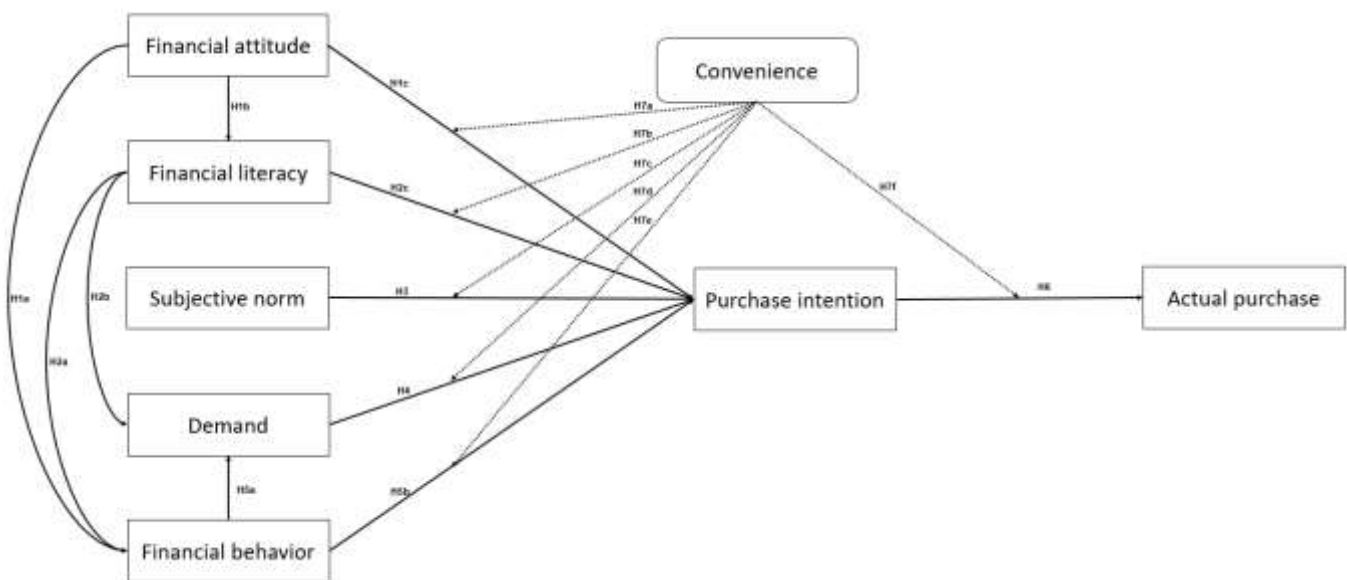 Financial attitude
Convenience
H1c
H7a
H1b
H7b
Financial literacy
H7c
H7f
H2c
H7d
H7e
H1a
H2b
Subjective norm
H3
Purchase intention
H6
Actual purchase
H2a
H4
Demand
H5a
H5b
Financial behavior